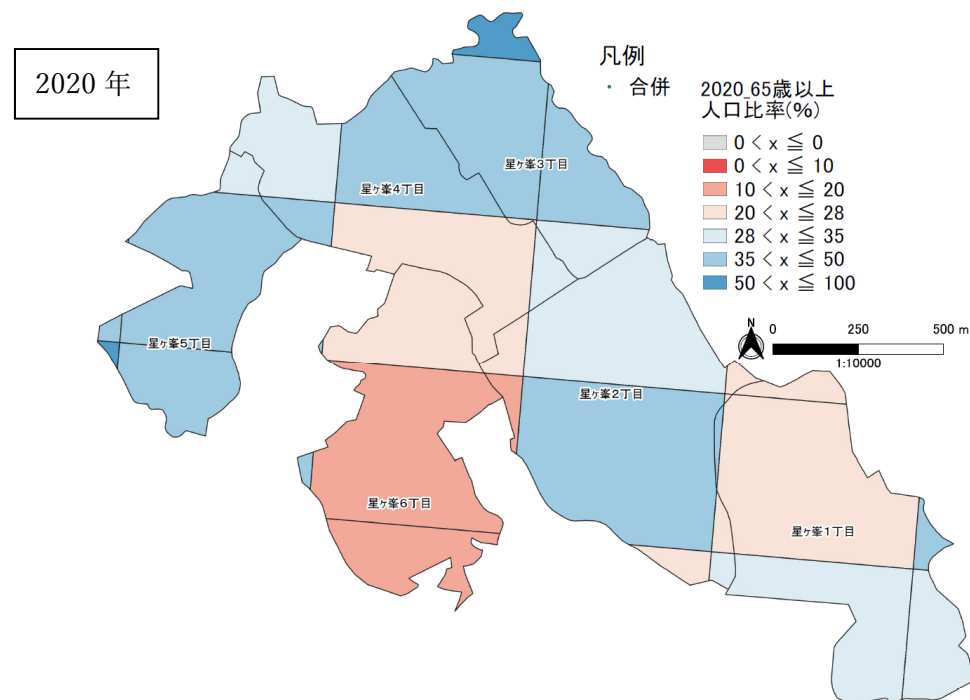 2020 年
凡例
合併
2020_65歳以上
人口比率(%)
0 < x ≦ 0
0 < x ≦ 10
10 < x ≦ 20
20 < x ≦ 28
28 < x ≦ 35
35 < x ≦ 50
50 < x ≦ 100
星ヶ峯3丁目
星ヶ峯4丁目
N
0 250 500 m
1:10000
星ヶ峯5丁目
星ヶ峯2丁目
星ヶ峯6丁目
星ヶ峯1丁目